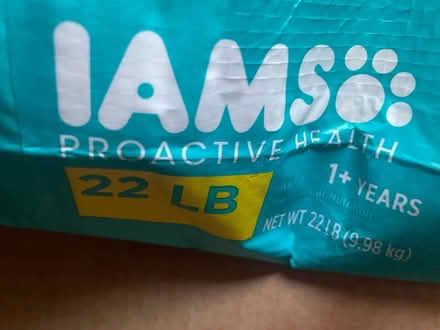 IAMS
PROACTIVE HEALTH
22 LB
1+ YEARS
NET WT 22 LB (9.98 kg)